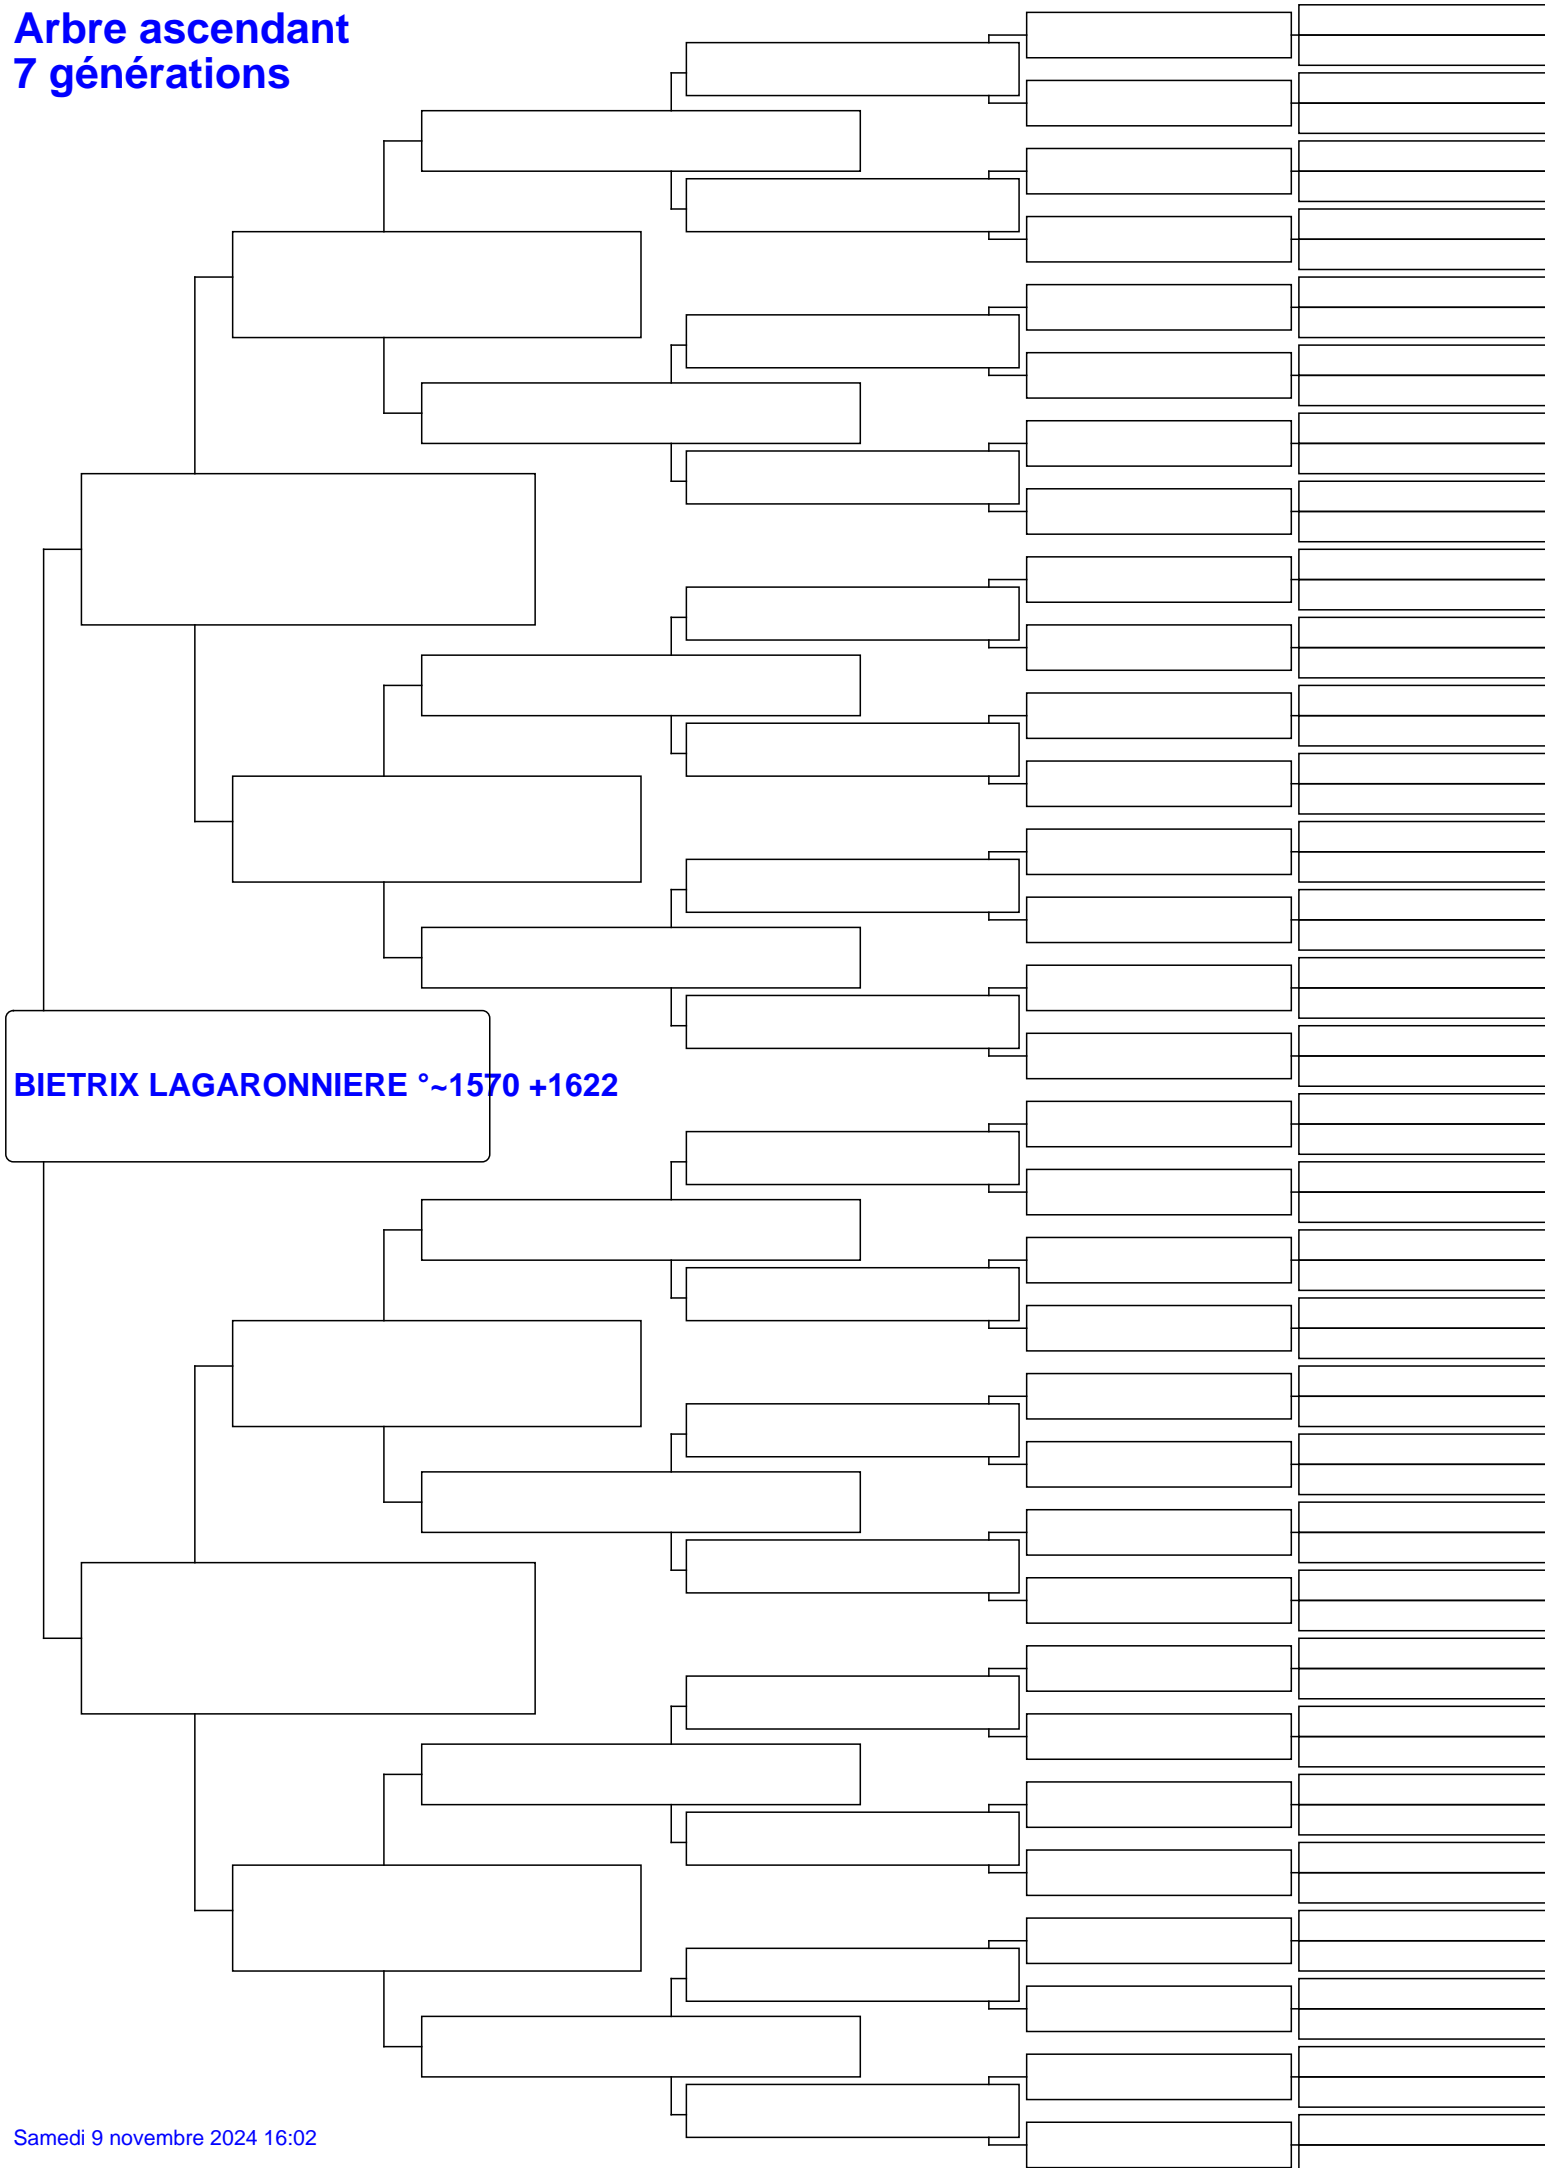 Arbre ascendant
7 générations
BIETRIX LAGARONNIERE °~1570 +1622
Samedi 9 novembre 2024 16:02